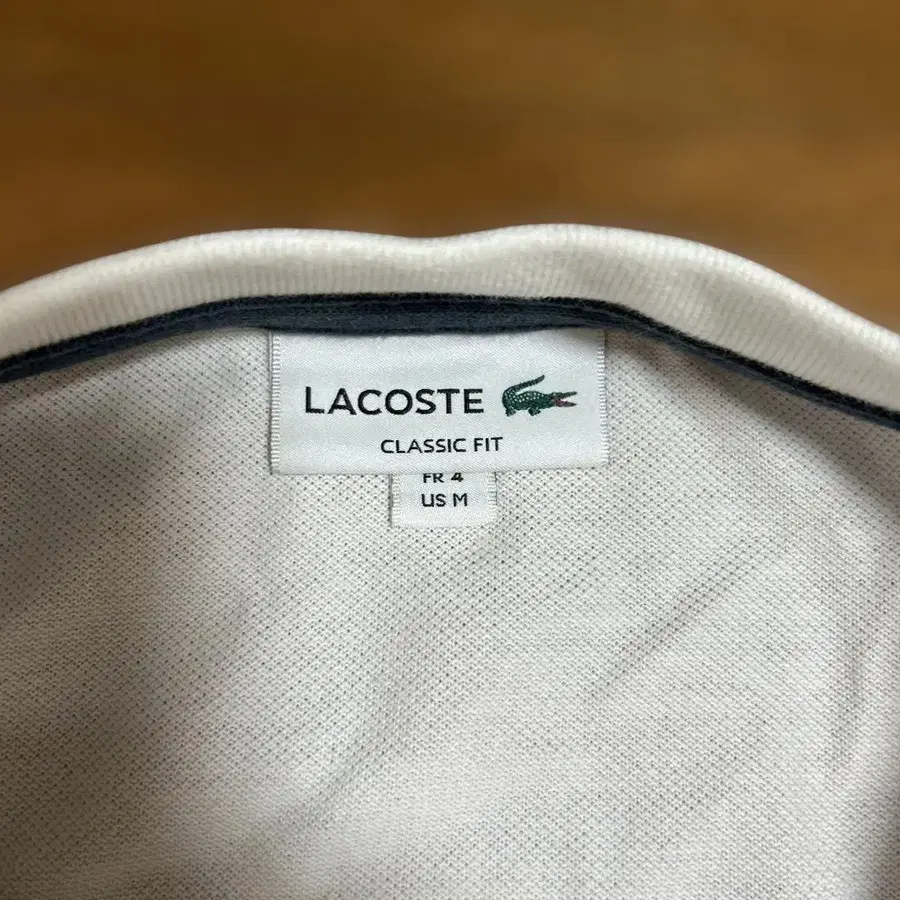 LACOSTE
CLASSIC FIT
FR 4
US M